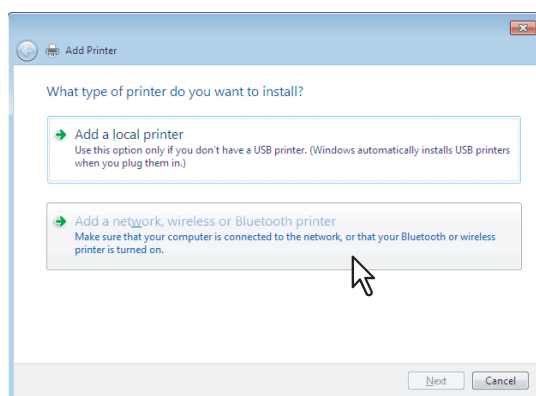 Add Printer
What type of printer do you want to install?
Add a local printer
Use this option only if you don't have a USB printer. (Windows automatically installs USB printers
when you plug them in.)
Add a network, wireless or Bluetooth printer
Make sure that your computer is connected to the network, or that your Bluetooth or wireless
printer is turned on.
Next Cancel